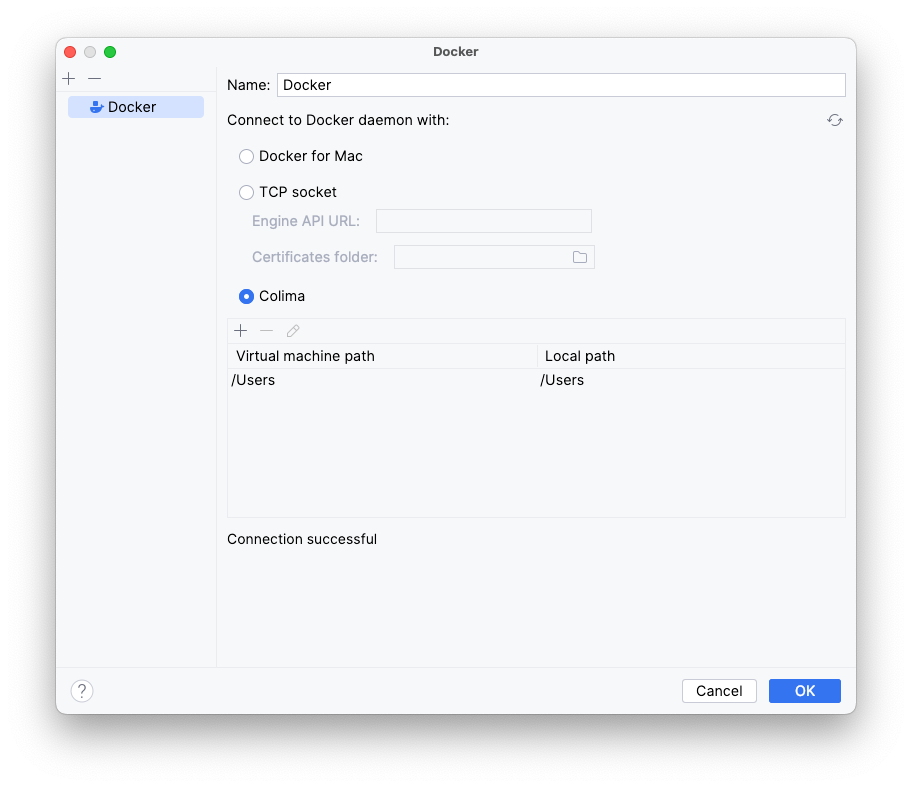 Docker
Name: Docker
Docker
Connect to Docker daemon with:
Docker for Mac
TCP socket
Engine API URL:
Certificates folder:
Colima
Virtual machine path Local path
/Users /Users
Connection successful
? Cancel OK